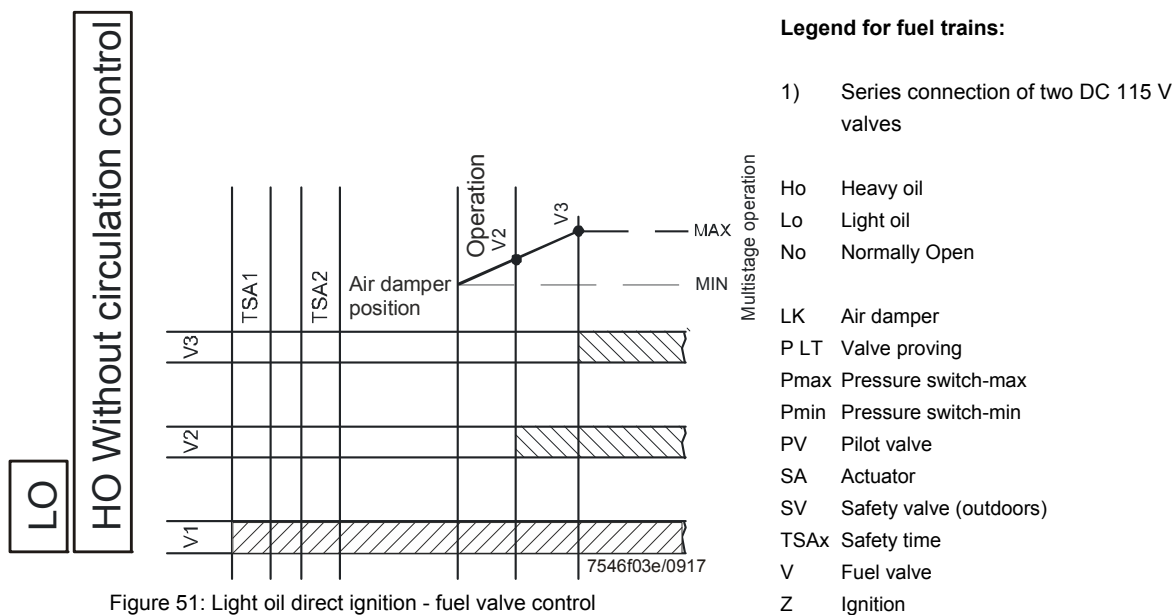 LO
HO Without circulation control
TSA1
TSA2
Air damper
position
Operation
V2
V3
MAX
MIN
Multistage operation
V3
V2
V1
7546f03e/0917
Figure 51: Light oil direct ignition - fuel valve control
Legend for fuel trains:
1) Series connection of two DC 115 V
valves
Ho Heavy oil
Lo Light oil
No Normally Open
LK Air damper
P LT Valve proving
Pmax Pressure switch-max
Pmin Pressure switch-min
PV Pilot valve
SA Actuator
SV Safety valve (outdoors)
TSAx Safety time
V Fuel valve
Z Ignition